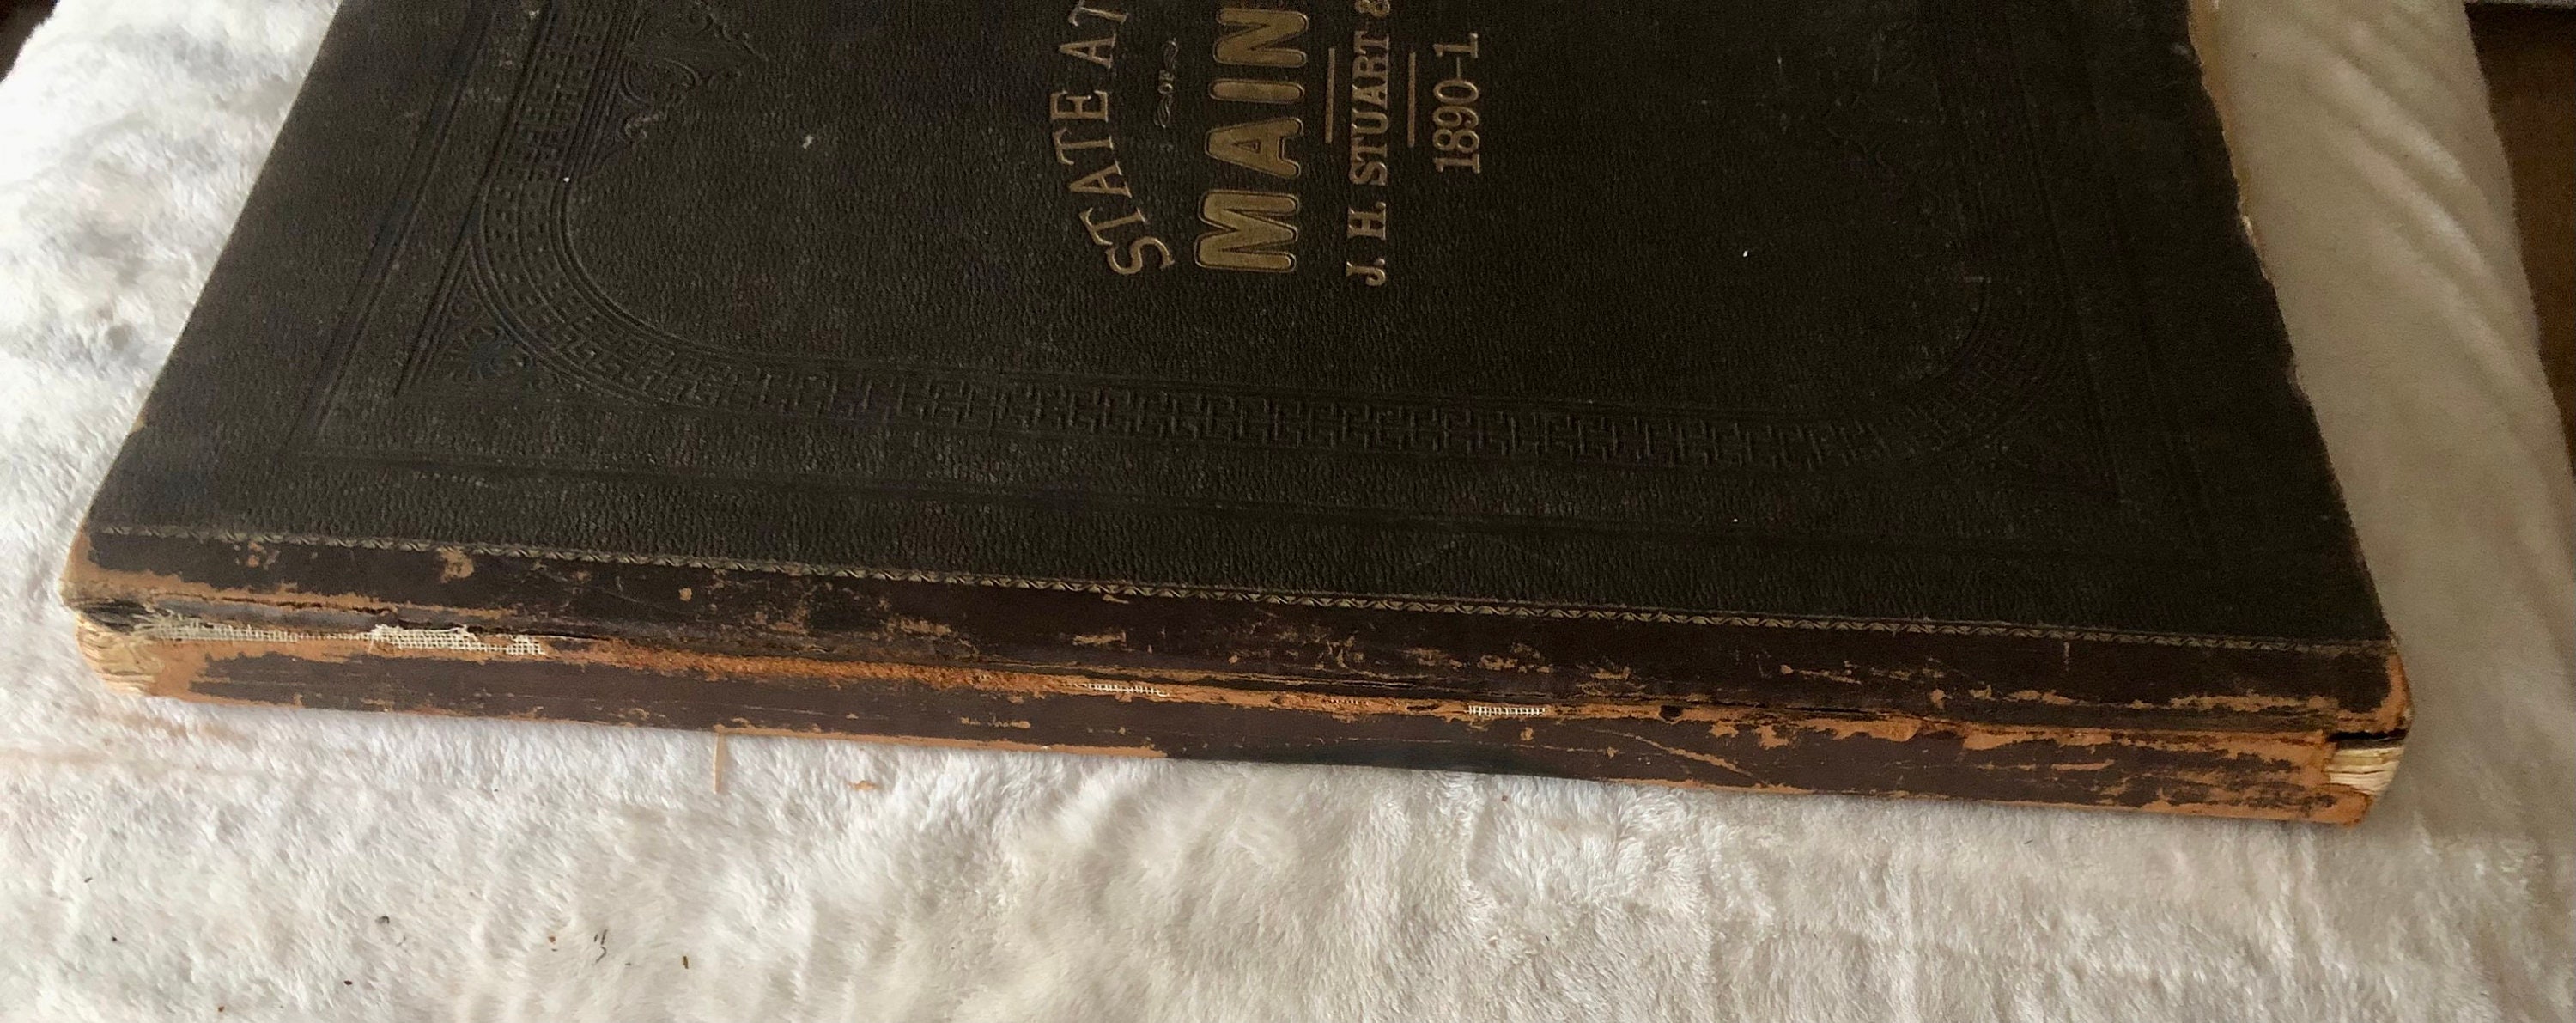 STATE AT
OF
MAIN
J. H. STUART &
1890-1.